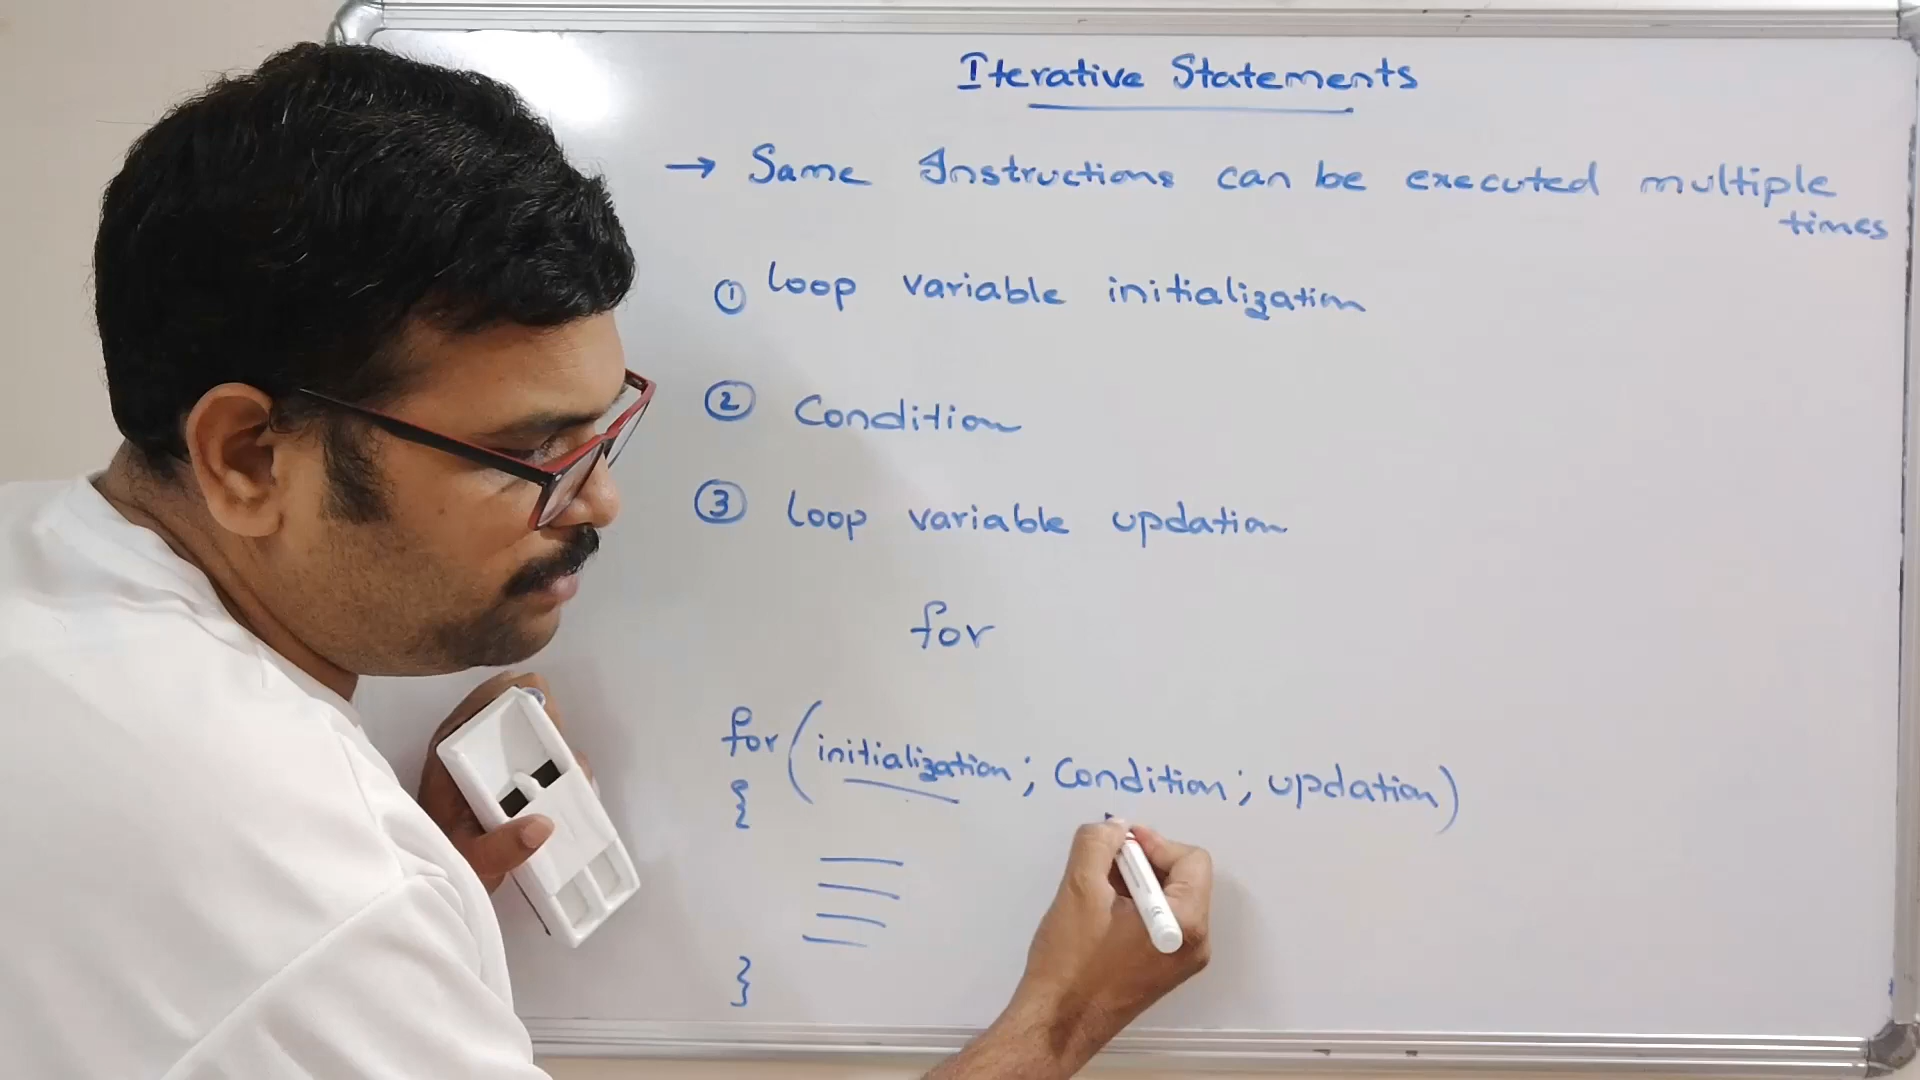 Iterative Statements
→ Same Instructions can be executed multiple
times
① loop variable initialization
② Condition
③ loop variable updation
for
for (initialization; Condition; updation)
{
}